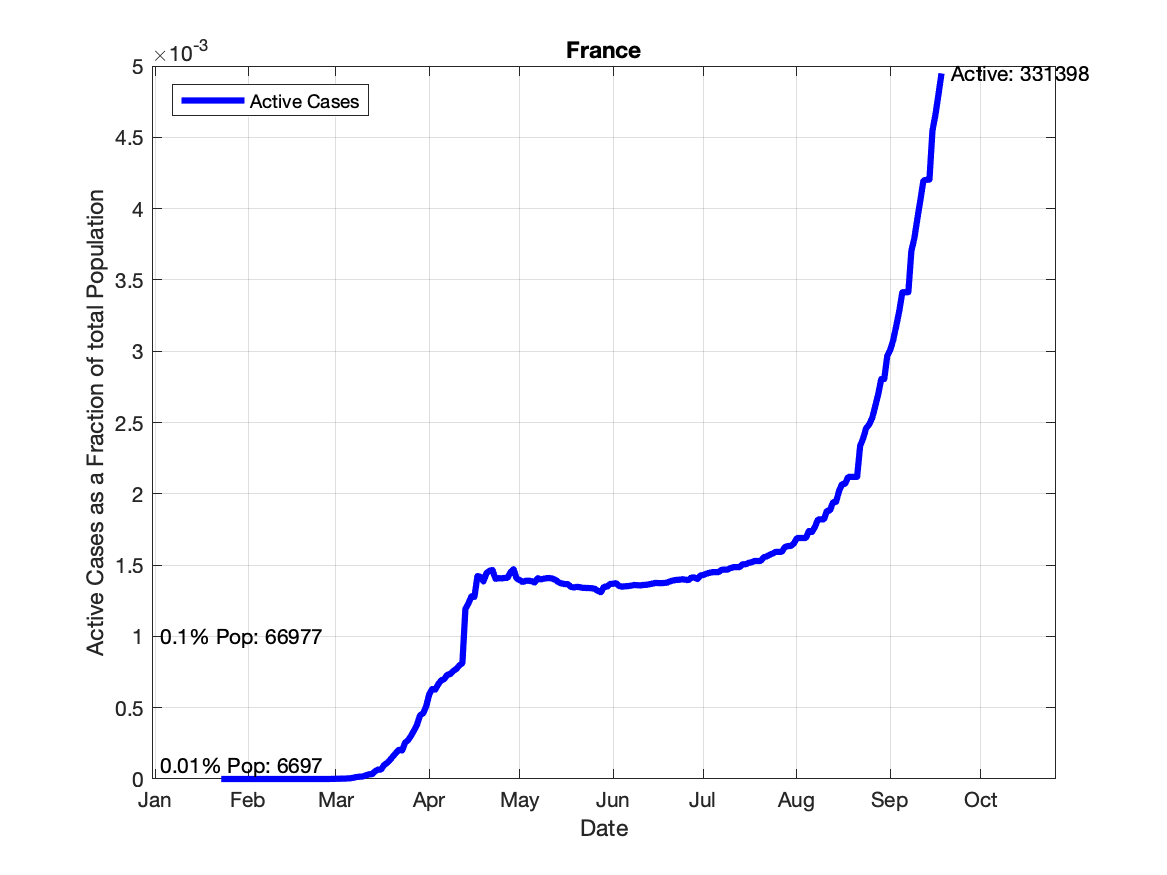 France
×10-3
5
4.5
4
3.5
3
2.5
2
1.5
1
0.5
0
Active Cases as a Fraction of total Population
Active Cases
Active: 331398
0.1% Pop: 66977
0.01% Pop: 6697
Jan Feb Mar Apr May Jun Jul Aug Sep Oct
Date